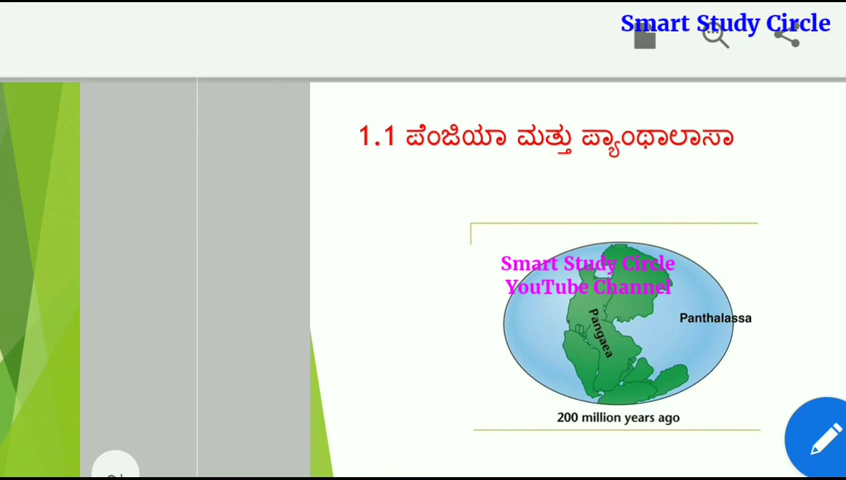 Smart Study Circle
1.1 ಪೆಂಜಿಯಾ ಮತ್ತು ಪ್ಯಾಂಥಾಲಾಸಾ
Smart Study Circle
YouTube Channel
Panthalassa
Pangaea
200 million years ago